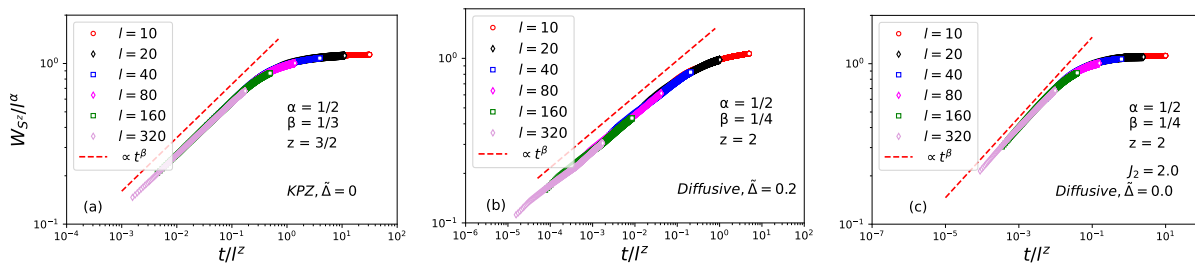 W_{S^z}/l^α
10^0
10^{-1}
l = 10
l = 20
l = 40
l = 80
l = 160
l = 320
∝ t^β
α = 1/2
β = 1/3
z = 3/2
KPZ, Δ̃ = 0
(a)
10^{-4} 10^{-3} 10^{-2} 10^{-1} 10^0 10^1 10^2
t/l^z
10^0
10^{-1}
l = 10
l = 20
l = 40
l = 80
l = 160
l = 320
∝ t^β
α = 1/2
β = 1/4
z = 2
Diffusive, Δ̃ = 0.2
(b)
10^{-6} 10^{-5} 10^{-4} 10^{-3} 10^{-2} 10^{-1} 10^0 10^1
t/l^z
10^0
10^{-1}
l = 10
l = 20
l = 40
l = 80
l = 160
l = 320
∝ t^β
α = 1/2
β = 1/4
z = 2
J_2 = 2.0
Diffusive, Δ̃ = 0.0
(c)
10^{-7} 10^{-5} 10^{-3} 10^{-1} 10^1
t/l^z